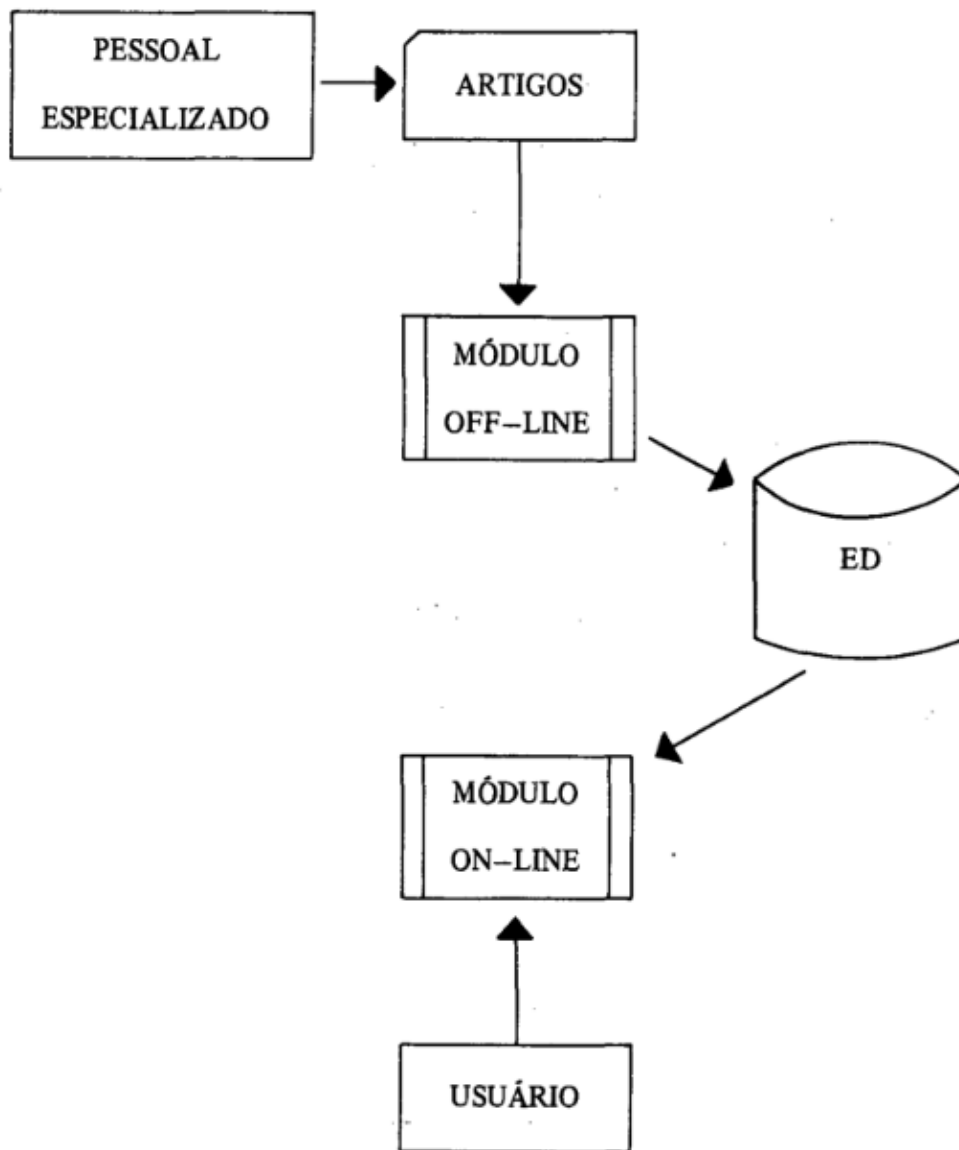 PESSOAL
ESPECIALIZADO
ARTIGOS
MÓDULO
OFF–LINE
ED
MÓDULO
ON–LINE
USUÁRIO